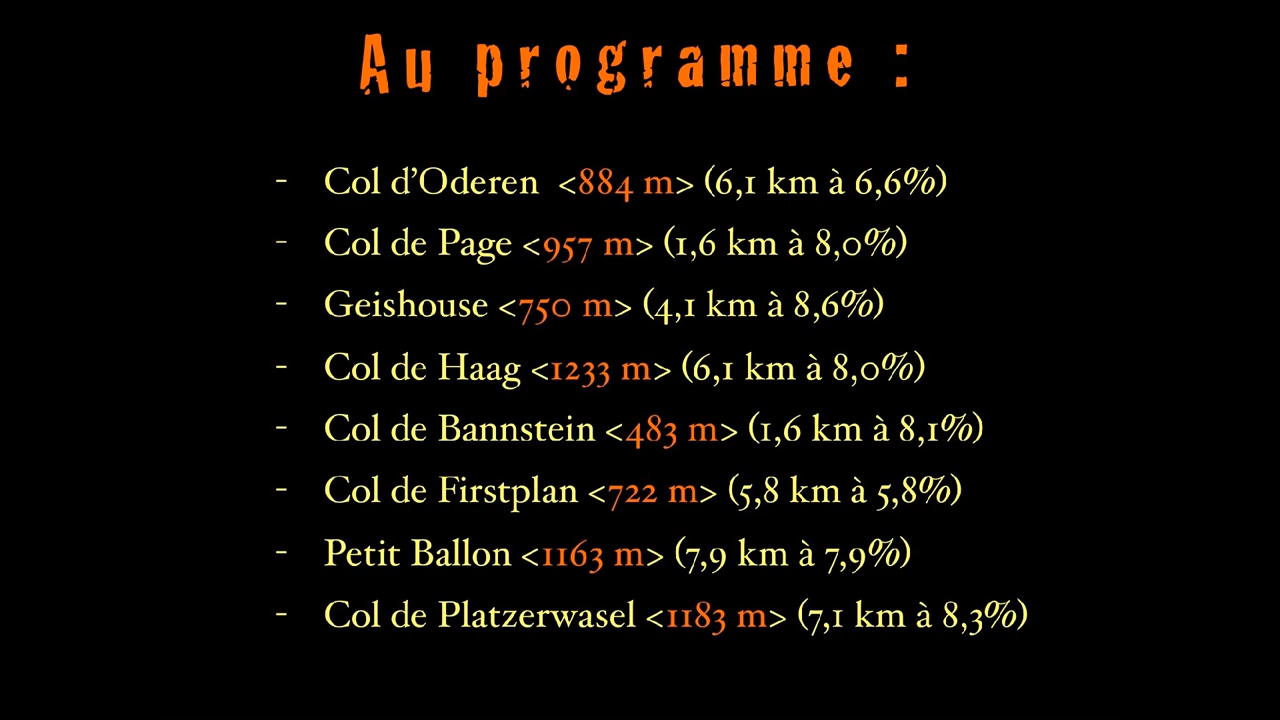 Au programme :
- Col d’Oderen <884 m> (6,1 km à 6,6%)
- Col de Page <957 m> (1,6 km à 8,0%)
- Geishouse <750 m> (4,1 km à 8,6%)
- Col de Haag <1233 m> (6,1 km à 8,0%)
- Col de Bannstein <483 m> (1,6 km à 8,1%)
- Col de Firstplan <722 m> (5,8 km à 5,8%)
- Petit Ballon <1163 m> (7,9 km à 7,9%)
- Col de Platzerwasel <1183 m> (7,1 km à 8,3%)